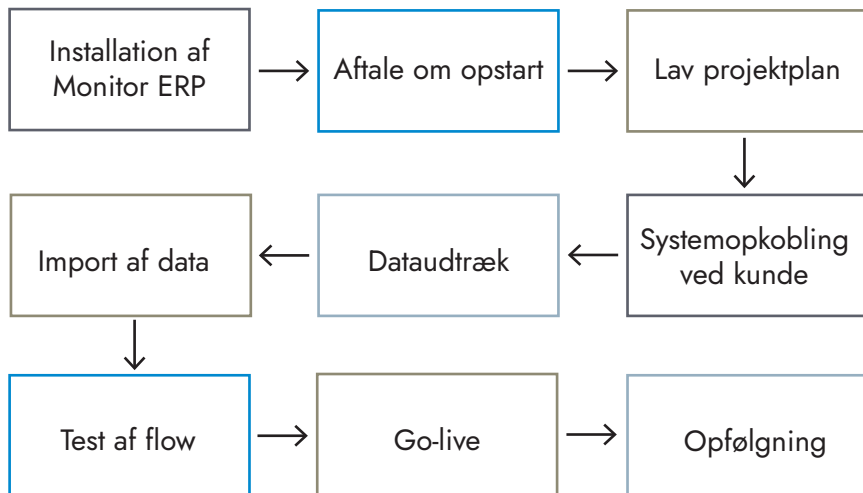 Installation af
Monitor ERP
Aftale om opstart
Lav projektplan
Systemopkobling
ved kunde
Dataudtræk
Import af data
Test af flow
Go-live
Opfølgning